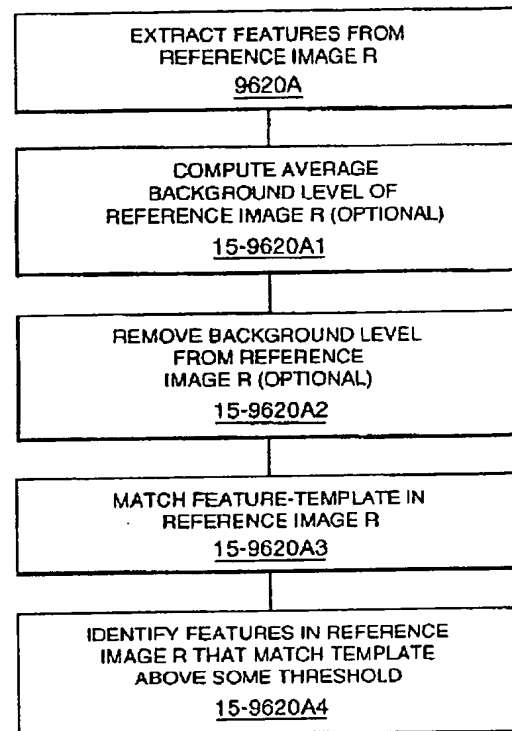 EXTRACT FEATURES FROM
REFERENCE IMAGE R
9620A
COMPUTE AVERAGE
BACKGROUND LEVEL OF
REFERENCE IMAGE R (OPTIONAL)
15-9620A1
REMOVE BACKGROUND LEVEL
FROM REFERENCE
IMAGE R (OPTIONAL)
15-9620A2
MATCH FEATURE-TEMPLATE IN
REFERENCE IMAGE R
15-9620A3
IDENTIFY FEATURES IN REFERENCE
IMAGE R THAT MATCH TEMPLATE
ABOVE SOME THRESHOLD
15-9620A4